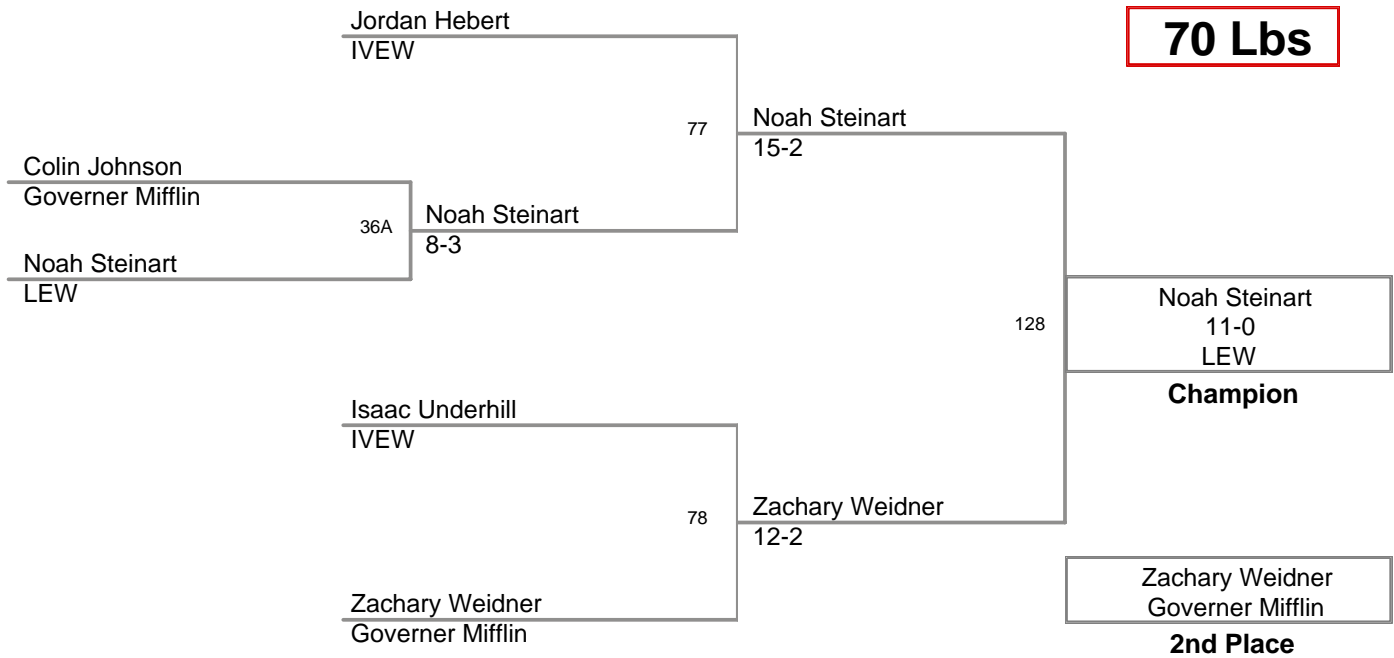 Jordan Hebert
IVEW
70 Lbs
77
Noah Steinart
15-2
Colin Johnson
Governer Mifflin
36A
Noah Steinart
8-3
Noah Steinart
LEW
128
Noah Steinart
11-0
LEW
Champion
Isaac Underhill
IVEW
78
Zachary Weidner
12-2
Zachary Weidner
Governer Mifflin
Zachary Weidner
Governer Mifflin
2nd Place